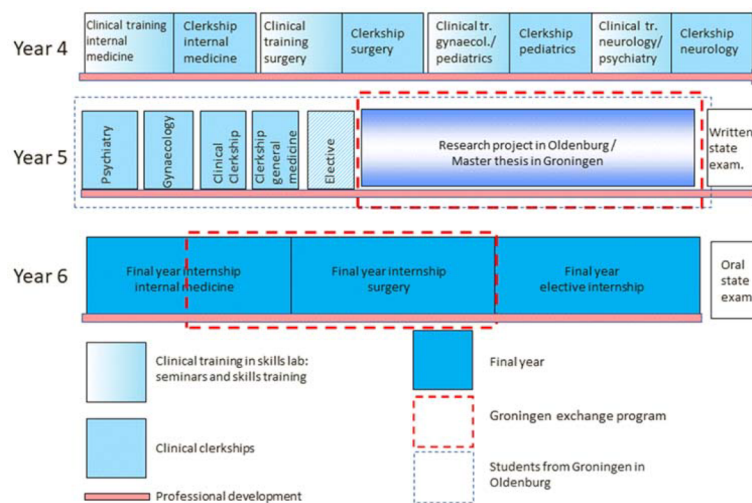 Year 4
Clinical training
internal
medicine
Clerkship
internal
medicine
Clinical
training
surgery
Clerkship
surgery
Clinical tr.
gynaecol./
pediatrics
Clerkship
pediatrics
Clinical tr.
neurology/
psychiatry
Clerkship
neurology
Year 5
Psychiatry
Gynaecology
Clinical
Clerkship
Clerkship
general
medicine
Elective
Research project in Oldenburg /
Master thesis in Groningen
Written
state
exam.
Year 6
Final year internship
internal medicine
Final year internship
surgery
Final year
elective internship
Oral
state
exam
Clinical training in skills lab:
seminars and skills training
Clinical clerkships
Professional development
Final year
Groningen exchange program
Students from Groningen in
Oldenburg